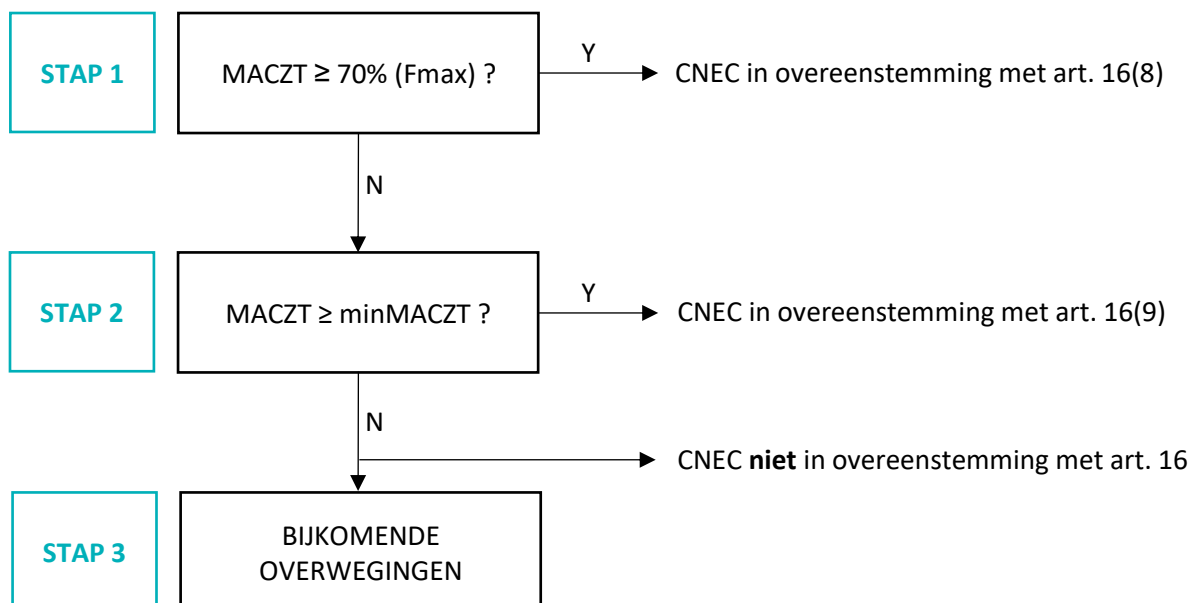 STAP 1
MACZT ≥ 70% (Fmax) ?
Y
CNEC in overeenstemming met art. 16(8)
N
STAP 2
MACZT ≥ minMACZT ?
Y
CNEC in overeenstemming met art. 16(9)
N
CNEC niet in overeenstemming met art. 16
STAP 3
BIJKOMENDE
OVERWEGINGEN